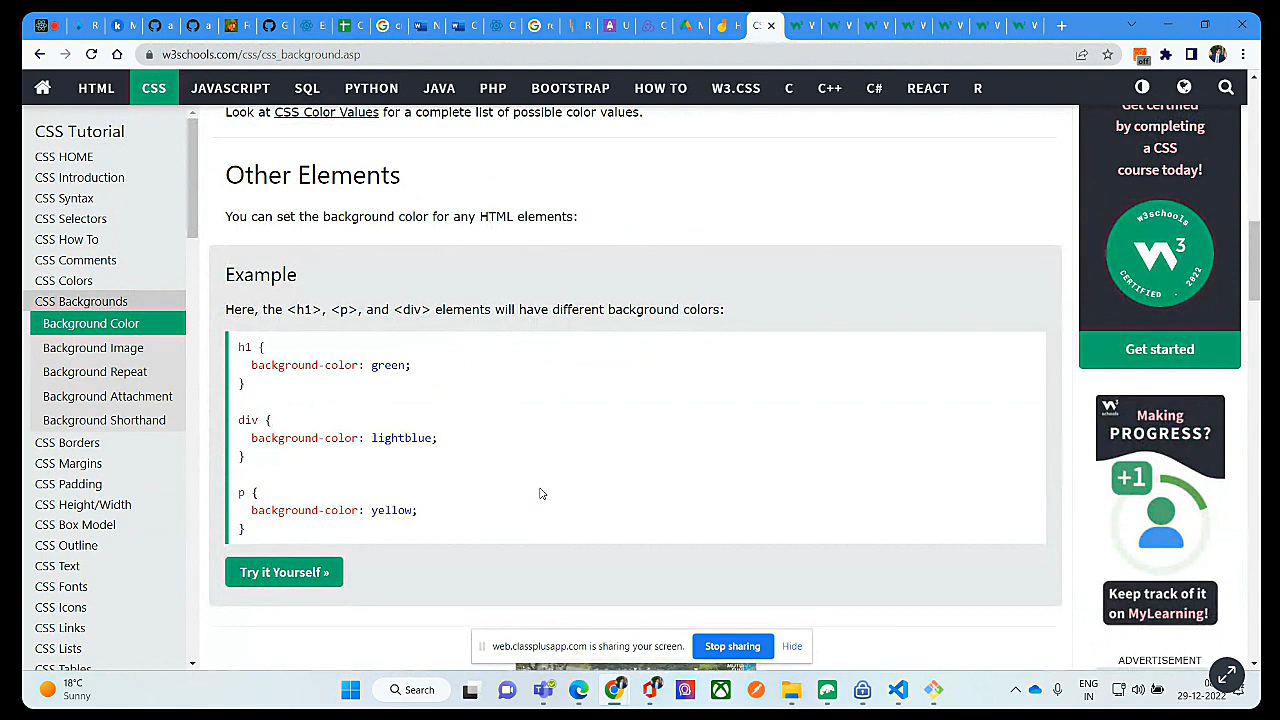 w3schools.com/css/css_background.asp
off
HTML CSS JAVASCRIPT SQL PYTHON JAVA PHP BOOTSTRAP HOW TO W3.CSS C C++ C# REACT R
CSS Tutorial
CSS HOME
CSS Introduction
CSS Syntax
CSS Selectors
CSS How To
CSS Comments
CSS Colors
CSS Backgrounds
Background Color
Background Image
Background Repeat
Background Attachment
Background Shorthand
CSS Borders
CSS Margins
CSS Padding
CSS Height/Width
CSS Box Model
CSS Outline
CSS Text
CSS Fonts
CSS Icons
CSS Links
CSS Lists
CSS Tables
Look at CSS Color Values for a complete list of possible color values.
Other Elements
You can set the background color for any HTML elements:
Example
Here, the <h1>, <p>, and <div> elements will have different background colors:
h1 {
background-color: green;
}
div {
background-color: lightblue;
}
p {
background-color: yellow;
}
Try it Yourself »
Get certified
by completing
a CSS
course today!
w3schools
W3
CERTIFIED . 2022
Get started
W3
schools
Making
PROGRESS?
+1
Keep track of it
on MyLearning!
ADVERTISEMENT
web.classplusapp.com is sharing your screen.
Stop sharing
Hide
18°C
Sunny
Search
ENG
IN
29-12-2022